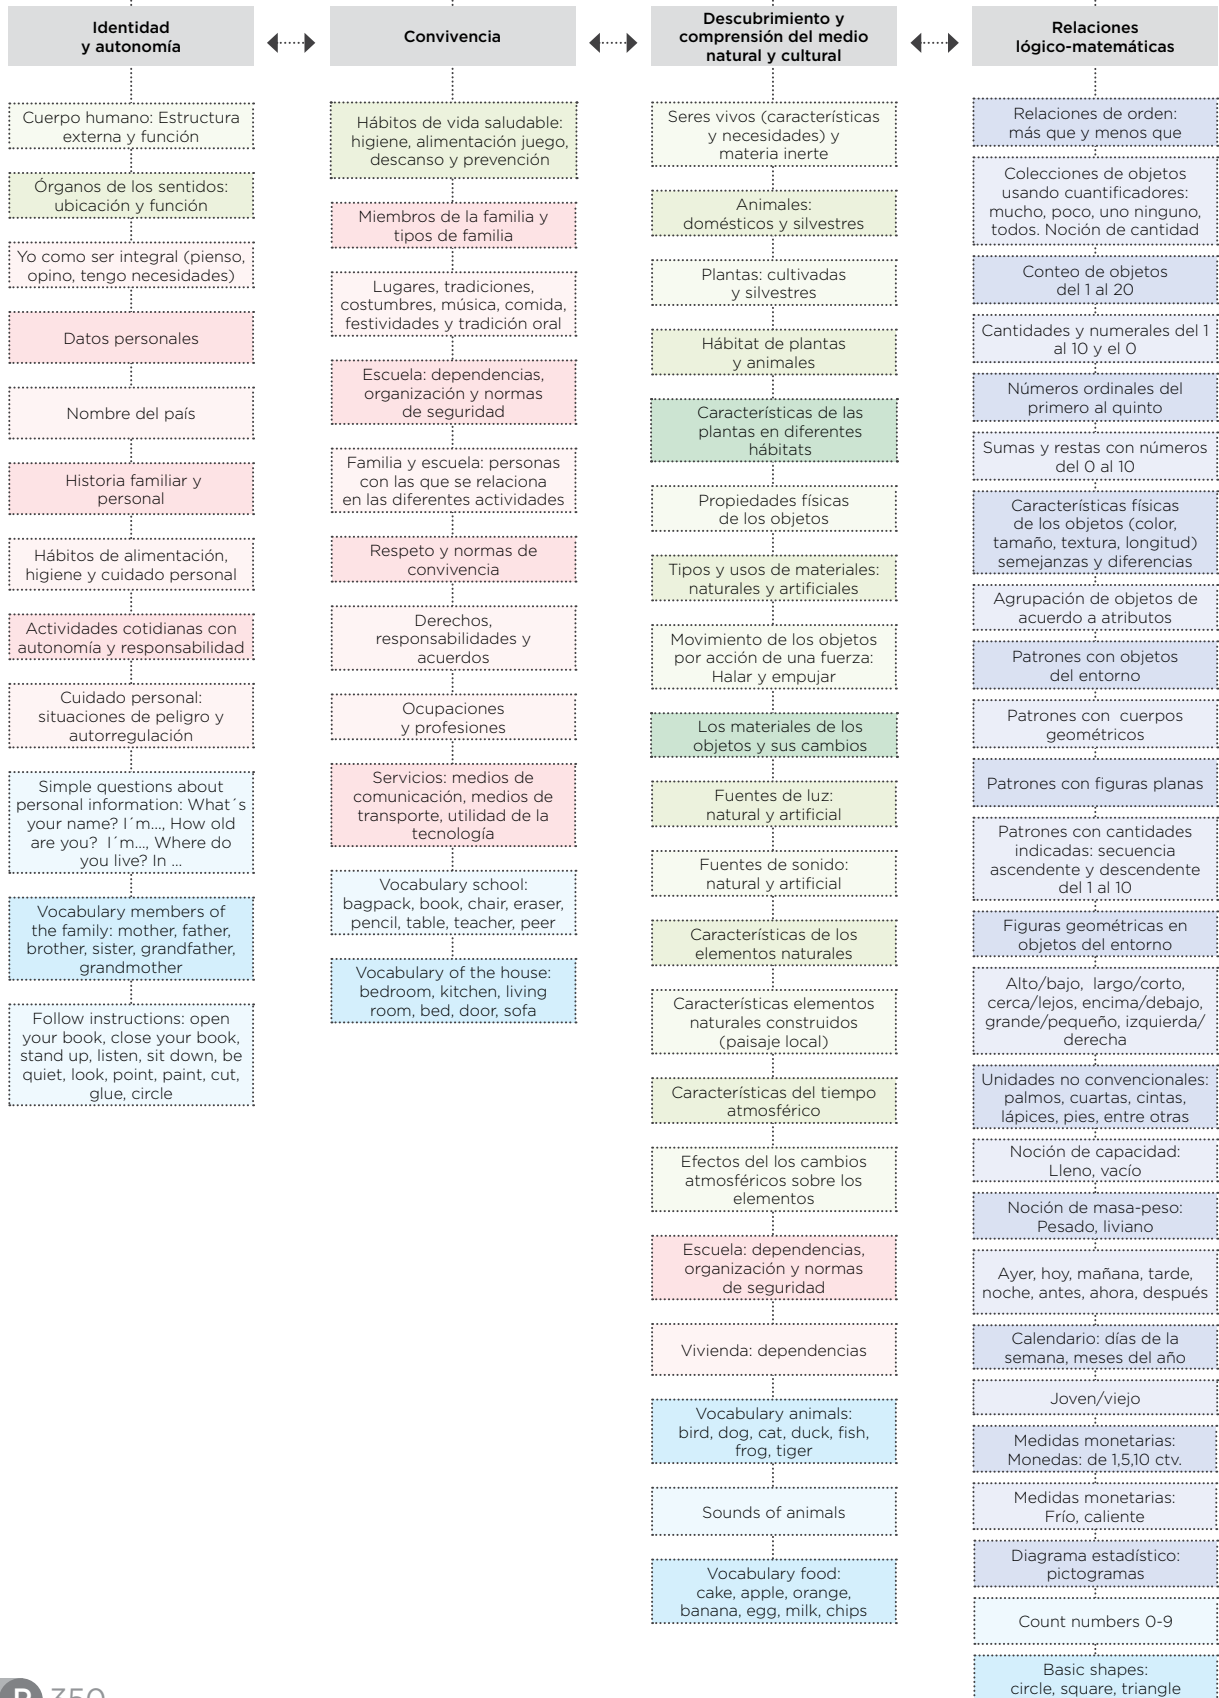 Identidad
y autonomía
Cuerpo humano: Estructura
externa y función
Órganos de los sentidos:
ubicación y función
Yo como ser integral (pienso,
opino, tengo necesidades)
Datos personales
Nombre del país
Historia familiar y
personal
Hábitos de alimentación,
higiene y cuidado personal
Actividades cotidianas con
autonomía y responsabilidad
Cuidado personal:
situaciones de peligro y
autorregulación
Simple questions about
personal information: What´s
your name? I´m..., How old
are you? I´m..., Where do
you live? In ...
Vocabulary members of
the family: mother, father,
brother, sister, grandfather,
grandmother
Follow instructions: open
your book, close your book,
stand up, listen, sit down, be
quiet, look, point, paint, cut,
glue, circle
Convivencia
Hábitos de vida saludable:
higiene, alimentación juego,
descanso y prevención
Miembros de la familia y
tipos de familia
Lugares, tradiciones,
costumbres, música, comida,
festividades y tradición oral
Escuela: dependencias,
organización y normas
de seguridad
Familia y escuela: personas
con las que se relaciona
en las diferentes actividades
Respeto y normas de
convivencia
Derechos,
responsabilidades y
acuerdos
Ocupaciones
y profesiones
Servicios: medios de
comunicación, medios de
transporte, utilidad de la
tecnología
Vocabulary school:
bagpack, book, chair, eraser,
pencil, table, teacher, peer
Vocabulary of the house:
bedroom, kitchen, living
room, bed, door, sofa
Descubrimiento y
comprensión del medio
natural y cultural
Seres vivos (características
y necesidades) y
materia inerte
Animales:
domésticos y silvestres
Plantas: cultivadas
y silvestres
Hábitat de plantas
y animales
Características de las
plantas en diferentes
hábitats
Propiedades físicas
de los objetos
Tipos y usos de materiales:
naturales y artificiales
Movimiento de los objetos
por acción de una fuerza:
Halar y empujar
Los materiales de los
objetos y sus cambios
Fuentes de luz:
natural y artificial
Fuentes de sonido:
natural y artificial
Características de los
elementos naturales
Características elementos
naturales construidos
(paisaje local)
Características del tiempo
atmosférico
Efectos del los cambios
atmosféricos sobre los
elementos
Escuela: dependencias,
organización y normas
de seguridad
Vivienda: dependencias
Vocabulary animals:
bird, dog, cat, duck, fish,
frog, tiger
Sounds of animals
Vocabulary food:
cake, apple, orange,
banana, egg, milk, chips
Relaciones
lógico-matemáticas
Relaciones de orden:
más que y menos que
Colecciones de objetos
usando cuantificadores:
mucho, poco, uno ninguno,
todos. Noción de cantidad
Conteo de objetos
del 1 al 20
Cantidades y numerales del 1
al 10 y el 0
Números ordinales del
primero al quinto
Sumas y restas con números
del 0 al 10
Características físicas
de los objetos (color,
tamaño, textura, longitud)
semejanzas y diferencias
Agrupación de objetos de
acuerdo a atributos
Patrones con objetos
del entorno
Patrones con cuerpos
geométricos
Patrones con figuras planas
Patrones con cantidades
indicadas: secuencia
ascendente y descendente
del 1 al 10
Figuras geométricas en
objetos del entorno
Alto/bajo, largo/corto,
cerca/lejos, encima/debajo,
grande/pequeño, izquierda/
derecha
Unidades no convencionales:
palmos, cuartas, cintas,
lápices, pies, entre otras
Noción de capacidad:
Lleno, vacío
Noción de masa-peso:
Pesado, liviano
Ayer, hoy, mañana, tarde,
noche, antes, ahora, después
Calendario: días de la
semana, meses del año
Joven/viejo
Medidas monetarias:
Monedas: de 1,5,10 ctv.
Medidas monetarias:
Frío, caliente
Diagrama estadístico:
pictogramas
Count numbers 0-9
Basic shapes:
circle, square, triangle
350